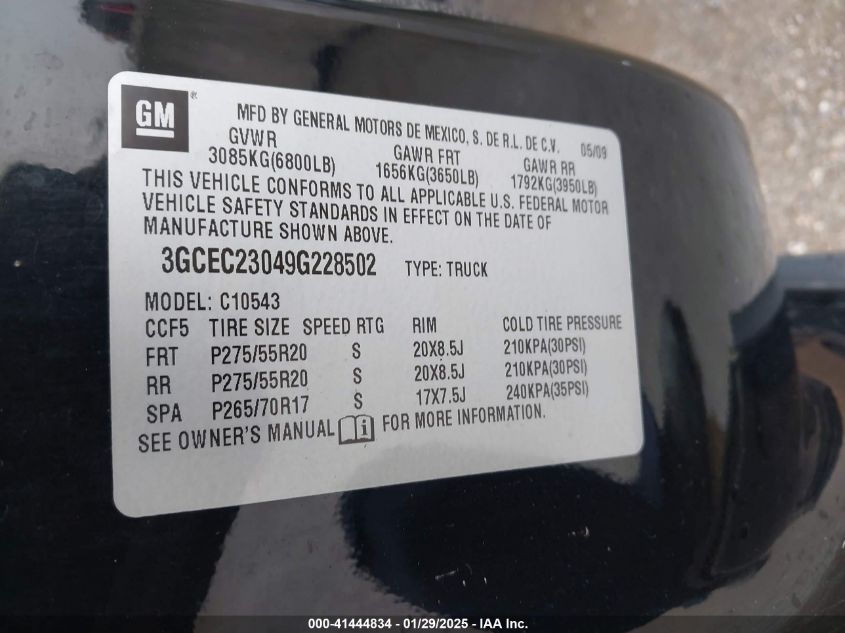 GM ®
MFD BY GENERAL MOTORS DE MEXICO, S. DE R.L. DE C.V. 05/09
GVWR GAWR FRT GAWR RR
3085KG(6800LB) 1656KG(3650LB) 1792KG(3950LB)
THIS VEHICLE CONFORMS TO ALL APPLICABLE U.S. FEDERAL MOTOR
VEHICLE SAFETY STANDARDS IN EFFECT ON THE DATE OF
MANUFACTURE SHOWN ABOVE.
3GCEC23049G228502 TYPE: TRUCK
MODEL: C10543
CCF5 TIRE SIZE SPEED RTG RIM COLD TIRE PRESSURE
FRT P275/55R20 S 20X8.5J 210KPA(30PSI)
RR P275/55R20 S 20X8.5J 210KPA(30PSI)
SPA P265/70R17 S 17X7.5J 240KPA(35PSI)
SEE OWNER'S MANUAL i FOR MORE INFORMATION.
000-41444834 - 01/29/2025 - IAA Inc.